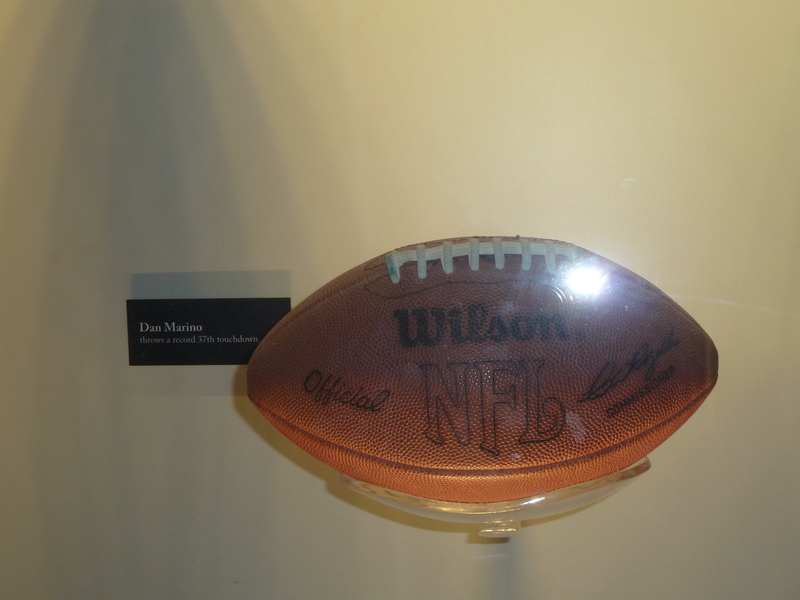 Dan Marino
throws a record 37th touchdown
Wilson
NFL
Official